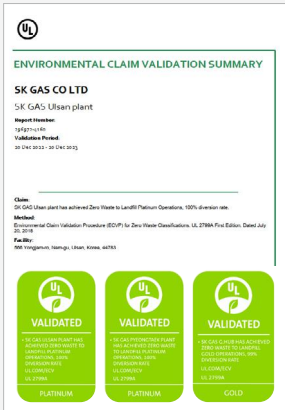 UL
ENVIRONMENTAL CLAIM VALIDATION SUMMARY
SK GAS CO LTD
SK GAS Ulsan plant
Report Number:
Validation Period:
20 Dec 2022 - 20 Dec 2023
Claim:
SK GAS Ulsan plant has achieved Zero Waste to Landfill Platinum Operations, 100% diversion rate.
Method:
Environmental Claim Validation Procedure (ECVP) for Zero Waste Classifications, UL 2799A First Edition, Dated July
20, 2018
Facility:
Yongjamro, Nam-gu, Ulsan, Korea, 44783
UL
VALIDATED
• SK GAS ULSAN PLANT HAS
ACHIEVED ZERO WASTE TO
LANDFILL PLATINUM
OPERATIONS, 100%
DIVERSION RATE
UL.COM/ECV
UL 2799A
PLATINUM
UL
VALIDATED
• SK GAS PYEONGTAEK PLANT
HAS ACHIEVED ZERO WASTE
TO LANDFILL PLATINUM
OPERATIONS, 100%
DIVERSION RATE
UL.COM/ECV
UL 2799A
PLATINUM
UL
VALIDATED
• SK GAS G.HUB HAS ACHIEVED
ZERO WASTE TO LANDFILL
GOLD OPERATIONS,
DIVERSION RATE
UL.COM/ECV
UL 2799A
GOLD